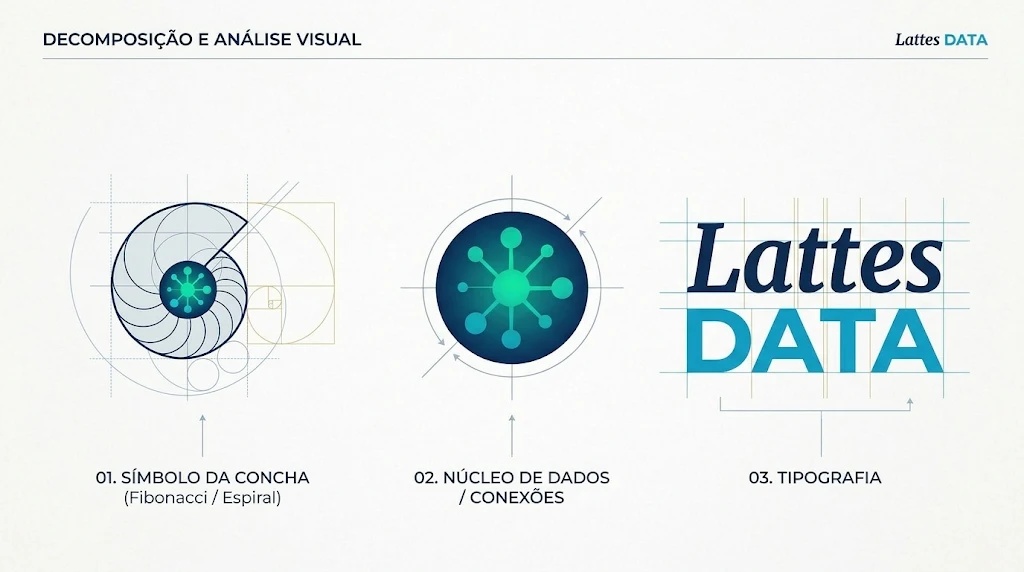 DECOMPOSIÇÃO E ANÁLISE VISUAL
Lattes DATA
Lattes
DATA
01. SÍMBOLO DA CONCHA
(Fibonacci / Espiral)
02. NÚCLEO DE DADOS
/ CONEXÕES
03. TIPOGRAFIA